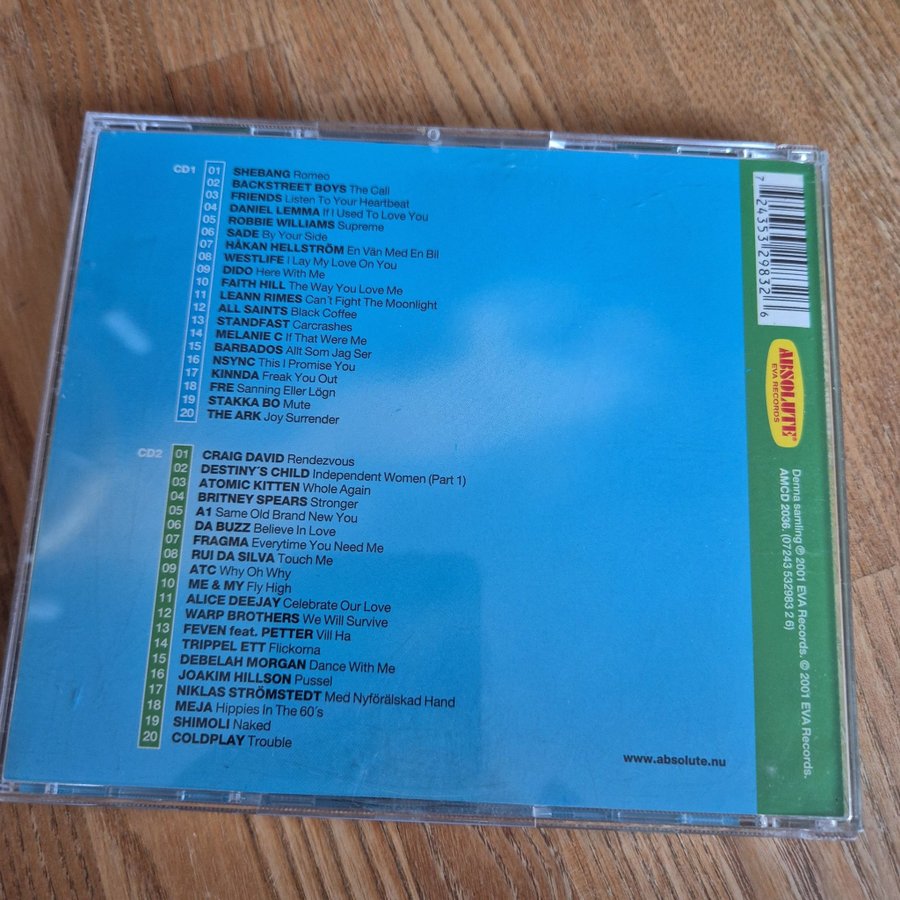 CD1
01 SHEBANG Romeo
02 BACKSTREET BOYS The Call
03 FRIENDS Listen To Your Heartbeat
04 DANIEL LEMMA If I Used To Love You
05 ROBBIE WILLIAMS Supreme
06 SADE By Your Side
07 HÅKAN HELLSTRÖM En Vän Med En Bil
08 WESTLIFE I Lay My Love On You
09 DIDO Here With Me
10 FAITH HILL The Way You Love Me
11 LEANN RIMES Can't Fight The Moonlight
12 ALL SAINTS Black Coffee
13 STANDFAST Carcrashes
14 MELANIE C If That Were Me
15 BARBADOS Allt Som Jag Ser
16 NSYNC This I Promise You
17 KINNDA Freak You Out
18 FRE Sanning Eller Lögn
19 STAKKA BO Mute
20 THE ARK Joy Surrender
CD2
01 CRAIG DAVID Rendezvous
02 DESTINY´S CHILD Independent Women (Part 1)
03 ATOMIC KITTEN Whole Again
04 BRITNEY SPEARS Stronger
05 A1 Same Old Brand New You
06 DA BUZZ Believe In Love
07 FRAGMA Everytime You Need Me
08 RUI DA SILVA Touch Me
09 ATC Why Oh Why
10 ME & MY Fly High
11 ALICE DEEJAY Celebrate Our Love
12 WARP BROTHERS We Will Survive
13 FEVEN feat. PETTER Vill Ha
14 TRIPPEL ETT Flickorna
15 DEBELAH MORGAN Dance With Me
16 JOAKIM HILLSON Pussel
17 NIKLAS STRÖMSTEDT Med Nyförälskad Hand
18 MEJA Hippies In The 60´s
19 SHIMOLI Naked
20 COLDPLAY Trouble
www.absolute.nu
7 24353 29832 6
ABSOLUTE®
EVA RECORDS
Denna samling ℗ 2001 EVA Records. © 2001 EVA Records.
AMCD 2036. (07243 532983 2 6)